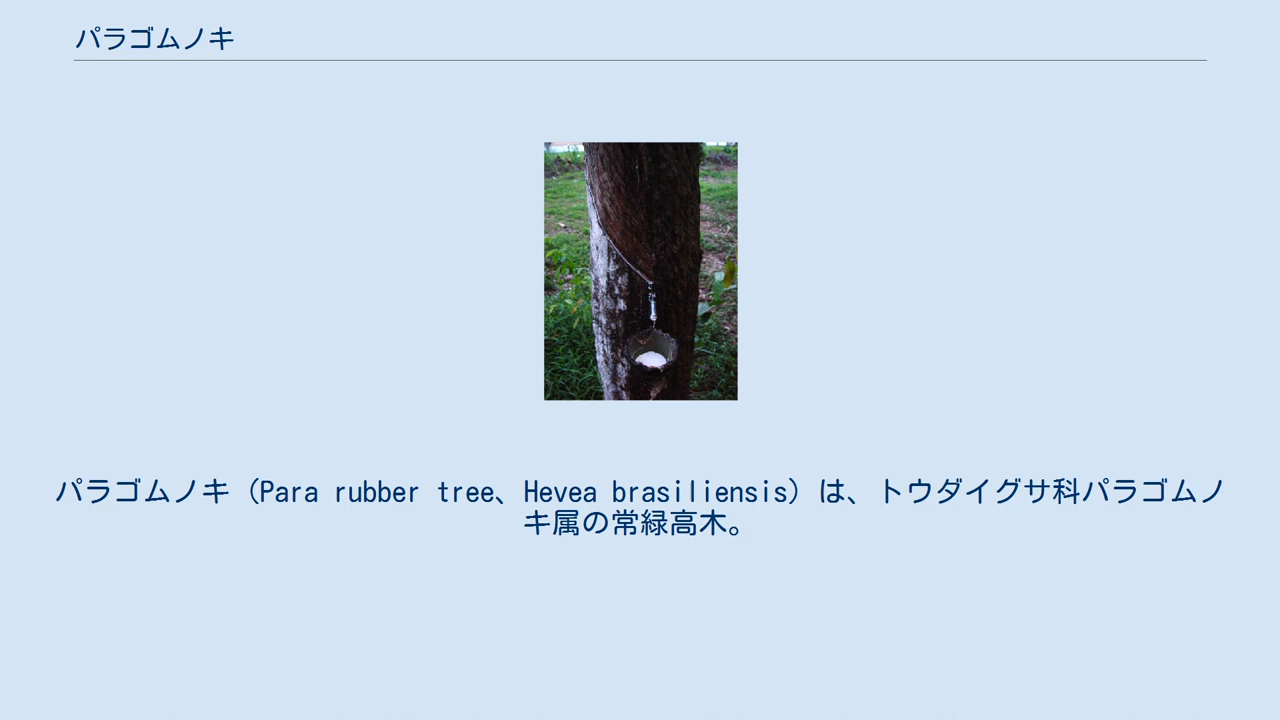 パラゴムノキ
パラゴムノキ（Para rubber tree、Hevea brasiliensis）は、トウダイグサ科パラゴムノ
キ属の常緑高木。